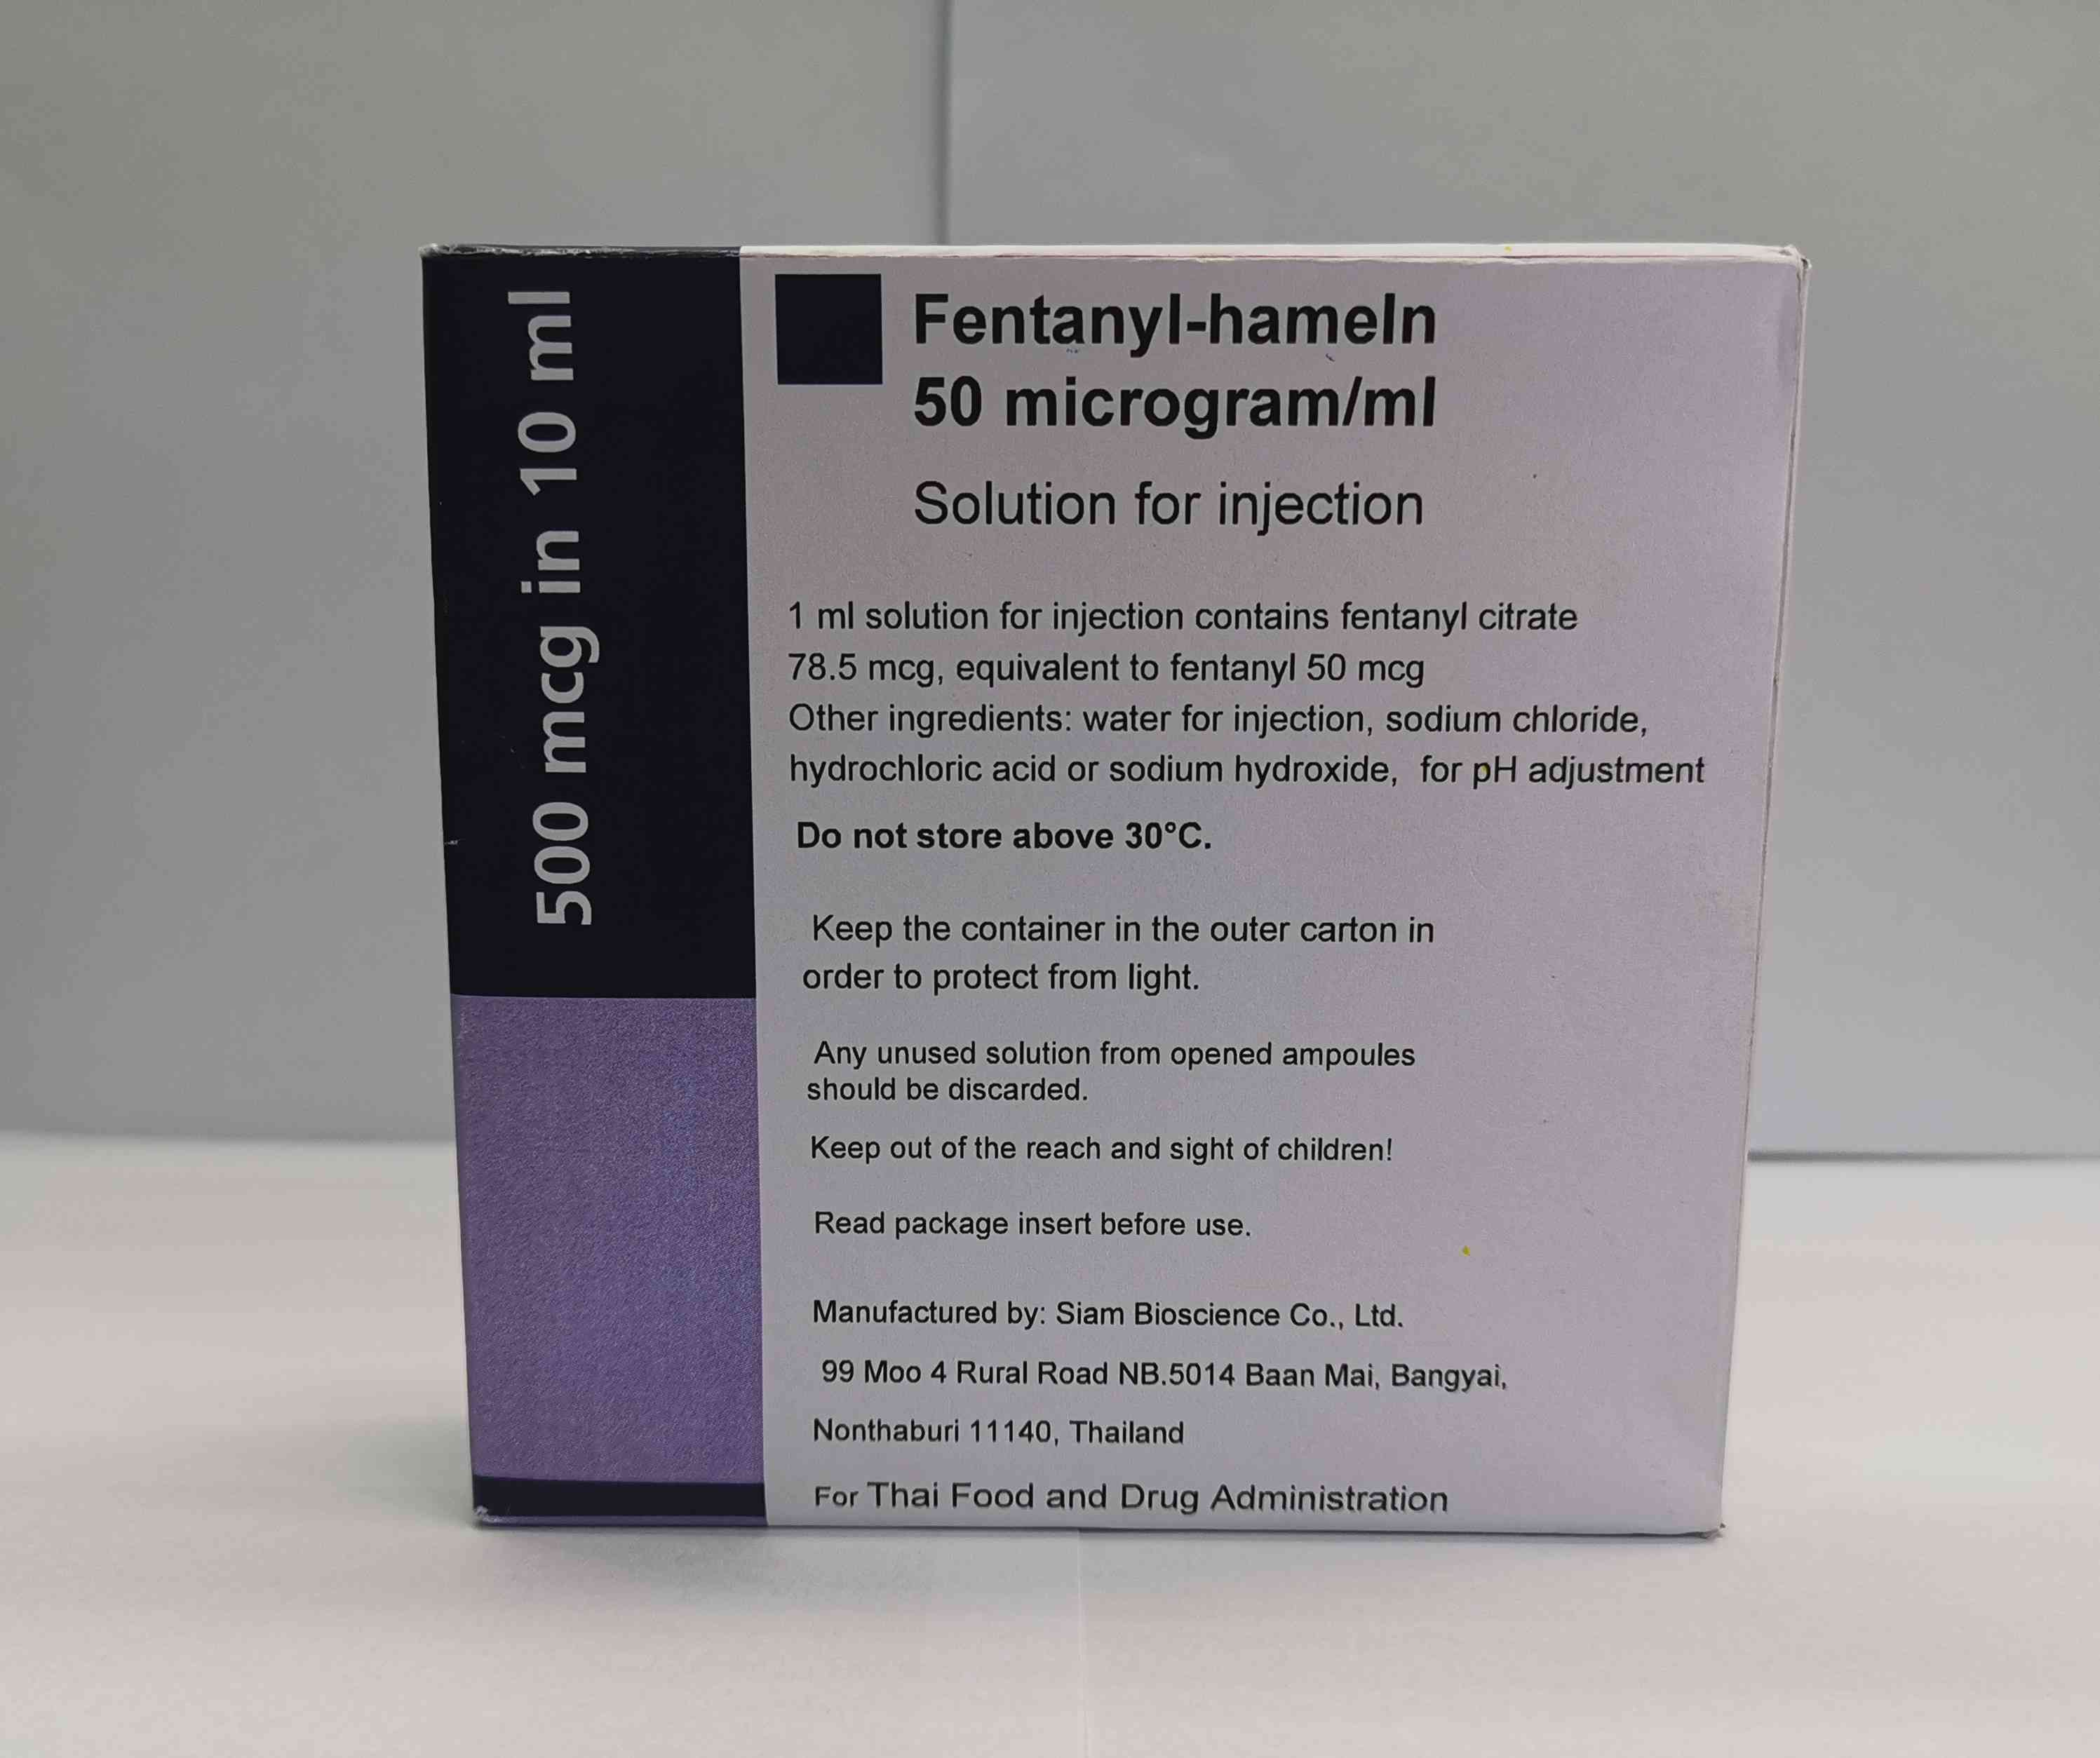 500 mcg in 10 ml
Fentanyl-hameln
50 microgram/ml
Solution for injection
1 ml solution for injection contains fentanyl citrate
78.5 mcg, equivalent to fentanyl 50 mcg
Other ingredients: water for injection, sodium chloride,
hydrochloric acid or sodium hydroxide, for pH adjustment
Do not store above 30°C.
Keep the container in the outer carton in
order to protect from light.
Any unused solution from opened ampoules
should be discarded.
Keep out of the reach and sight of children!
Read package insert before use.
Manufactured by: Siam Bioscience Co., Ltd.
99 Moo 4 Rural Road NB.5014 Baan Mai, Bangyai,
Nonthaburi 11140, Thailand
For Thai Food and Drug Administration